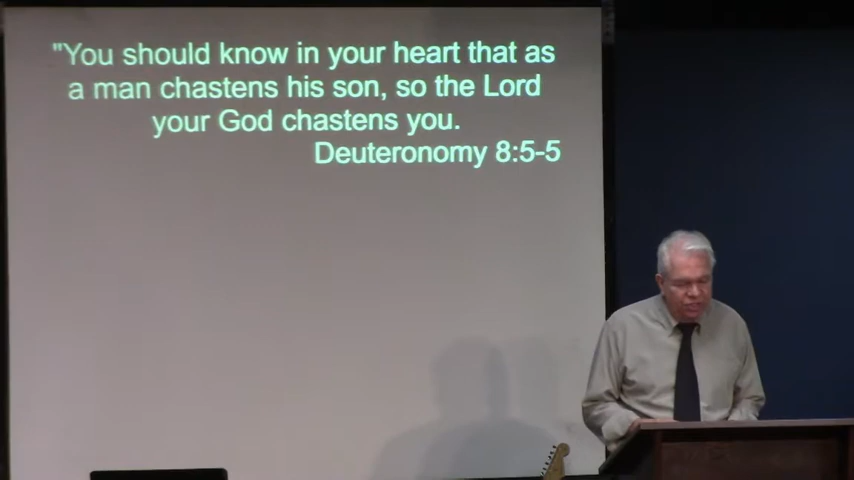 "You should know in your heart that as
a man chastens his son, so the Lord
your God chastens you.
Deuteronomy 8:5-5